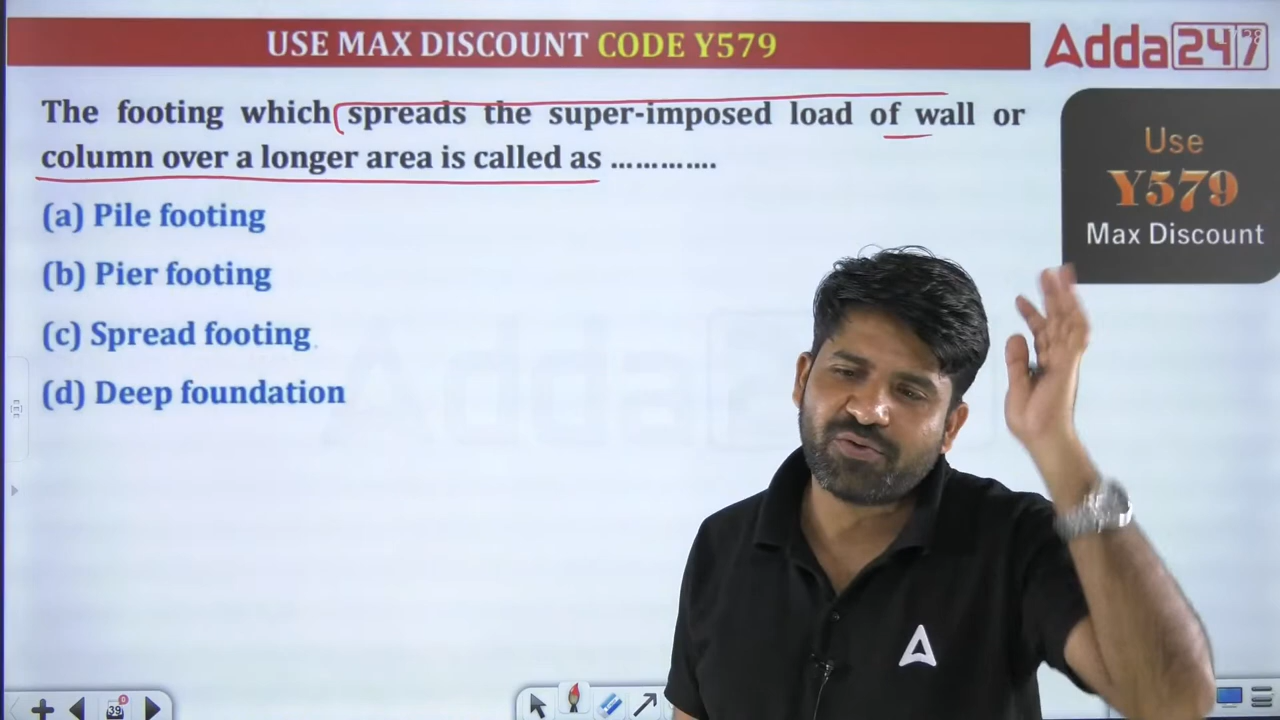 USE MAX DISCOUNT CODE Y579
Adda247
The footing which spreads the super-imposed load of wall or
column over a longer area is called as .............
(a) Pile footing
(b) Pier footing
(c) Spread footing
(d) Deep foundation
Use
Y579
Max Discount
39